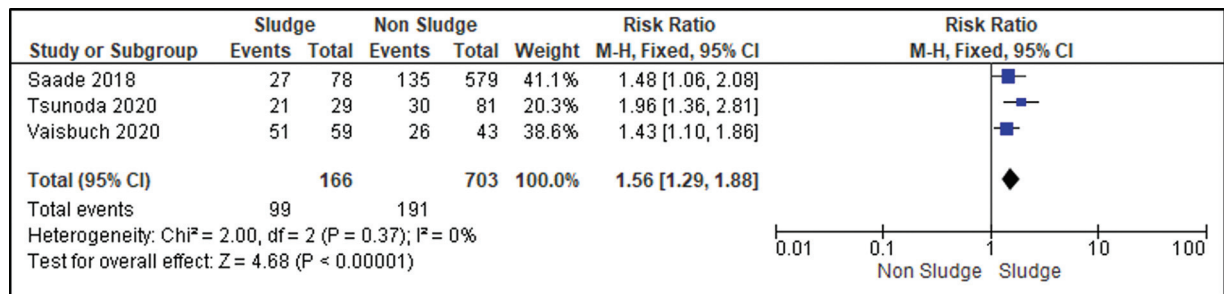 Sludge Non Sludge Risk Ratio Risk Ratio
Study or Subgroup Events Total Events Total Weight M-H, Fixed, 95% CI M-H, Fixed, 95% CI
Saade 2018 27 78 135 579 41.1% 1.48 [1.06, 2.08]
Tsunoda 2020 21 29 30 81 20.3% 1.96 [1.36, 2.81]
Vaisbuch 2020 51 59 26 43 38.6% 1.43 [1.10, 1.86]
Total (95% CI) 166 703 100.0% 1.56 [1.29, 1.88]
Total events 99 191
Heterogeneity: Chi² = 2.00, df = 2 (P = 0.37); I² = 0%
Test for overall effect: Z = 4.68 (P < 0.00001)
0.01 0.1 1 10 100
Non Sludge Sludge